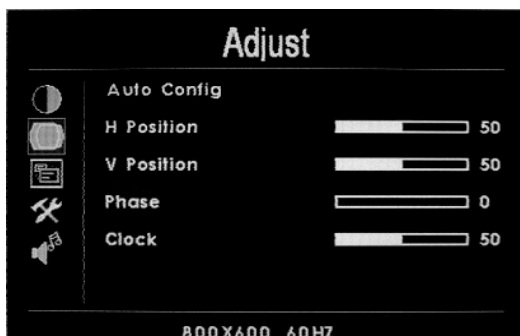 Adjust
Auto Config
H Position 50
V Position 50
Phase 0
Clock 50
800X600 60HZ